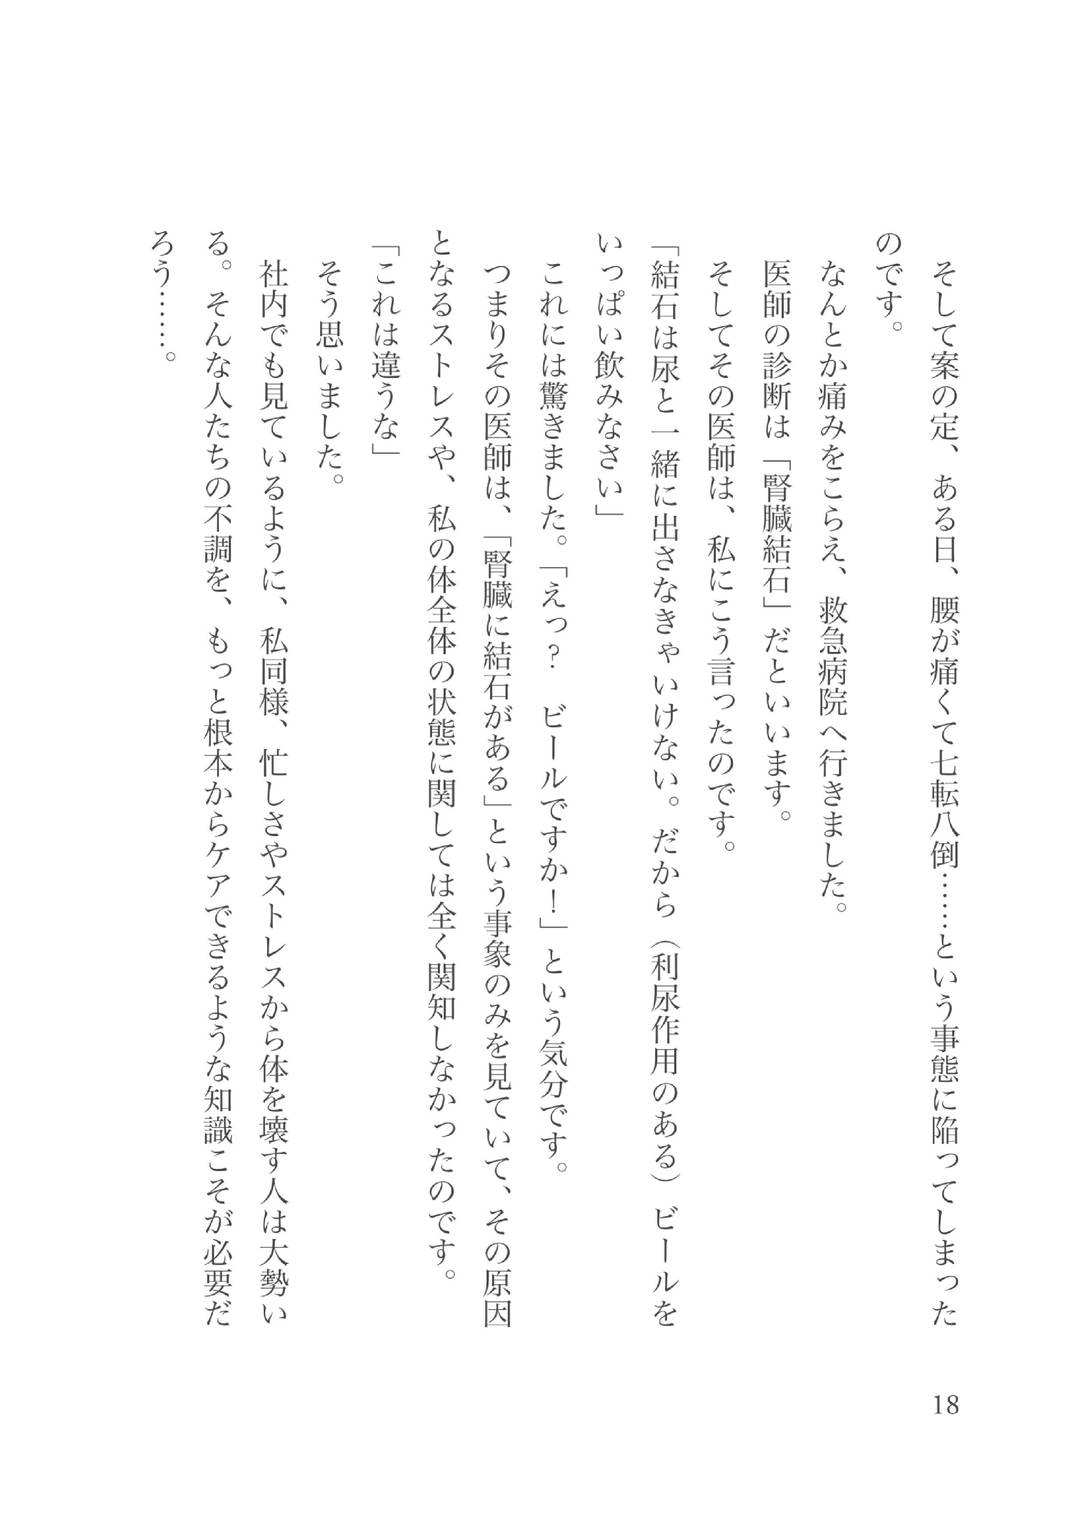 そして案の定、ある日、腰が痛くて七転八倒……という事態に陥ってしまった
のです。
　なんとか痛みをこらえ、救急病院へ行きました。
　医師の診断は「腎臓結石」だといいます。
　そしてその医師は、私にこう言ったのです。
「結石は尿と一緒に出さなきゃいけない。だから（利尿作用のある）ビールを
いっぱい飲みなさい」
　これには驚きました。「えっ？　ビールですか！」という気分です。
　つまりその医師は、「腎臓に結石がある」という事象のみを見ていて、その原因
となるストレスや、私の体全体の状態に関しては全く関知しなかったのです。
「これは違うな」
　そう思いました。
　社内でも見ているように、私同様、忙しさやストレスから体を壊す人は大勢い
る。そんな人たちの不調を、もっと根本からケアできるような知識こそが必要だ
ろう……。
18